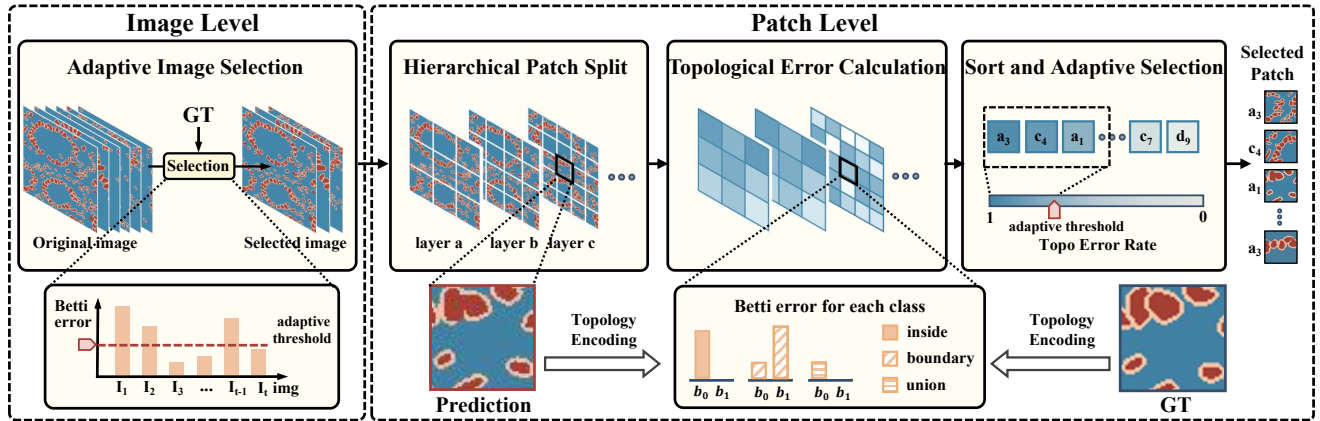 Image Level
Adaptive Image Selection
GT
Selection
Original image
Selected image
Betti
error
adaptive
threshold
I1 I2 I3 ... It-1 It img
Patch Level
Hierarchical Patch Split
layer a layer b layer c
Topological Error Calculation
Sort and Adaptive Selection
a3 c4 a1 c7 d9
1 0
adaptive threshold
Topo Error Rate
Selected
Patch
a3
c4
a1
a3
Prediction
Topology
Encoding
Betti error for each class
inside
boundary
union
b0 b1 b0 b1 b0 b1
Topology
Encoding
GT